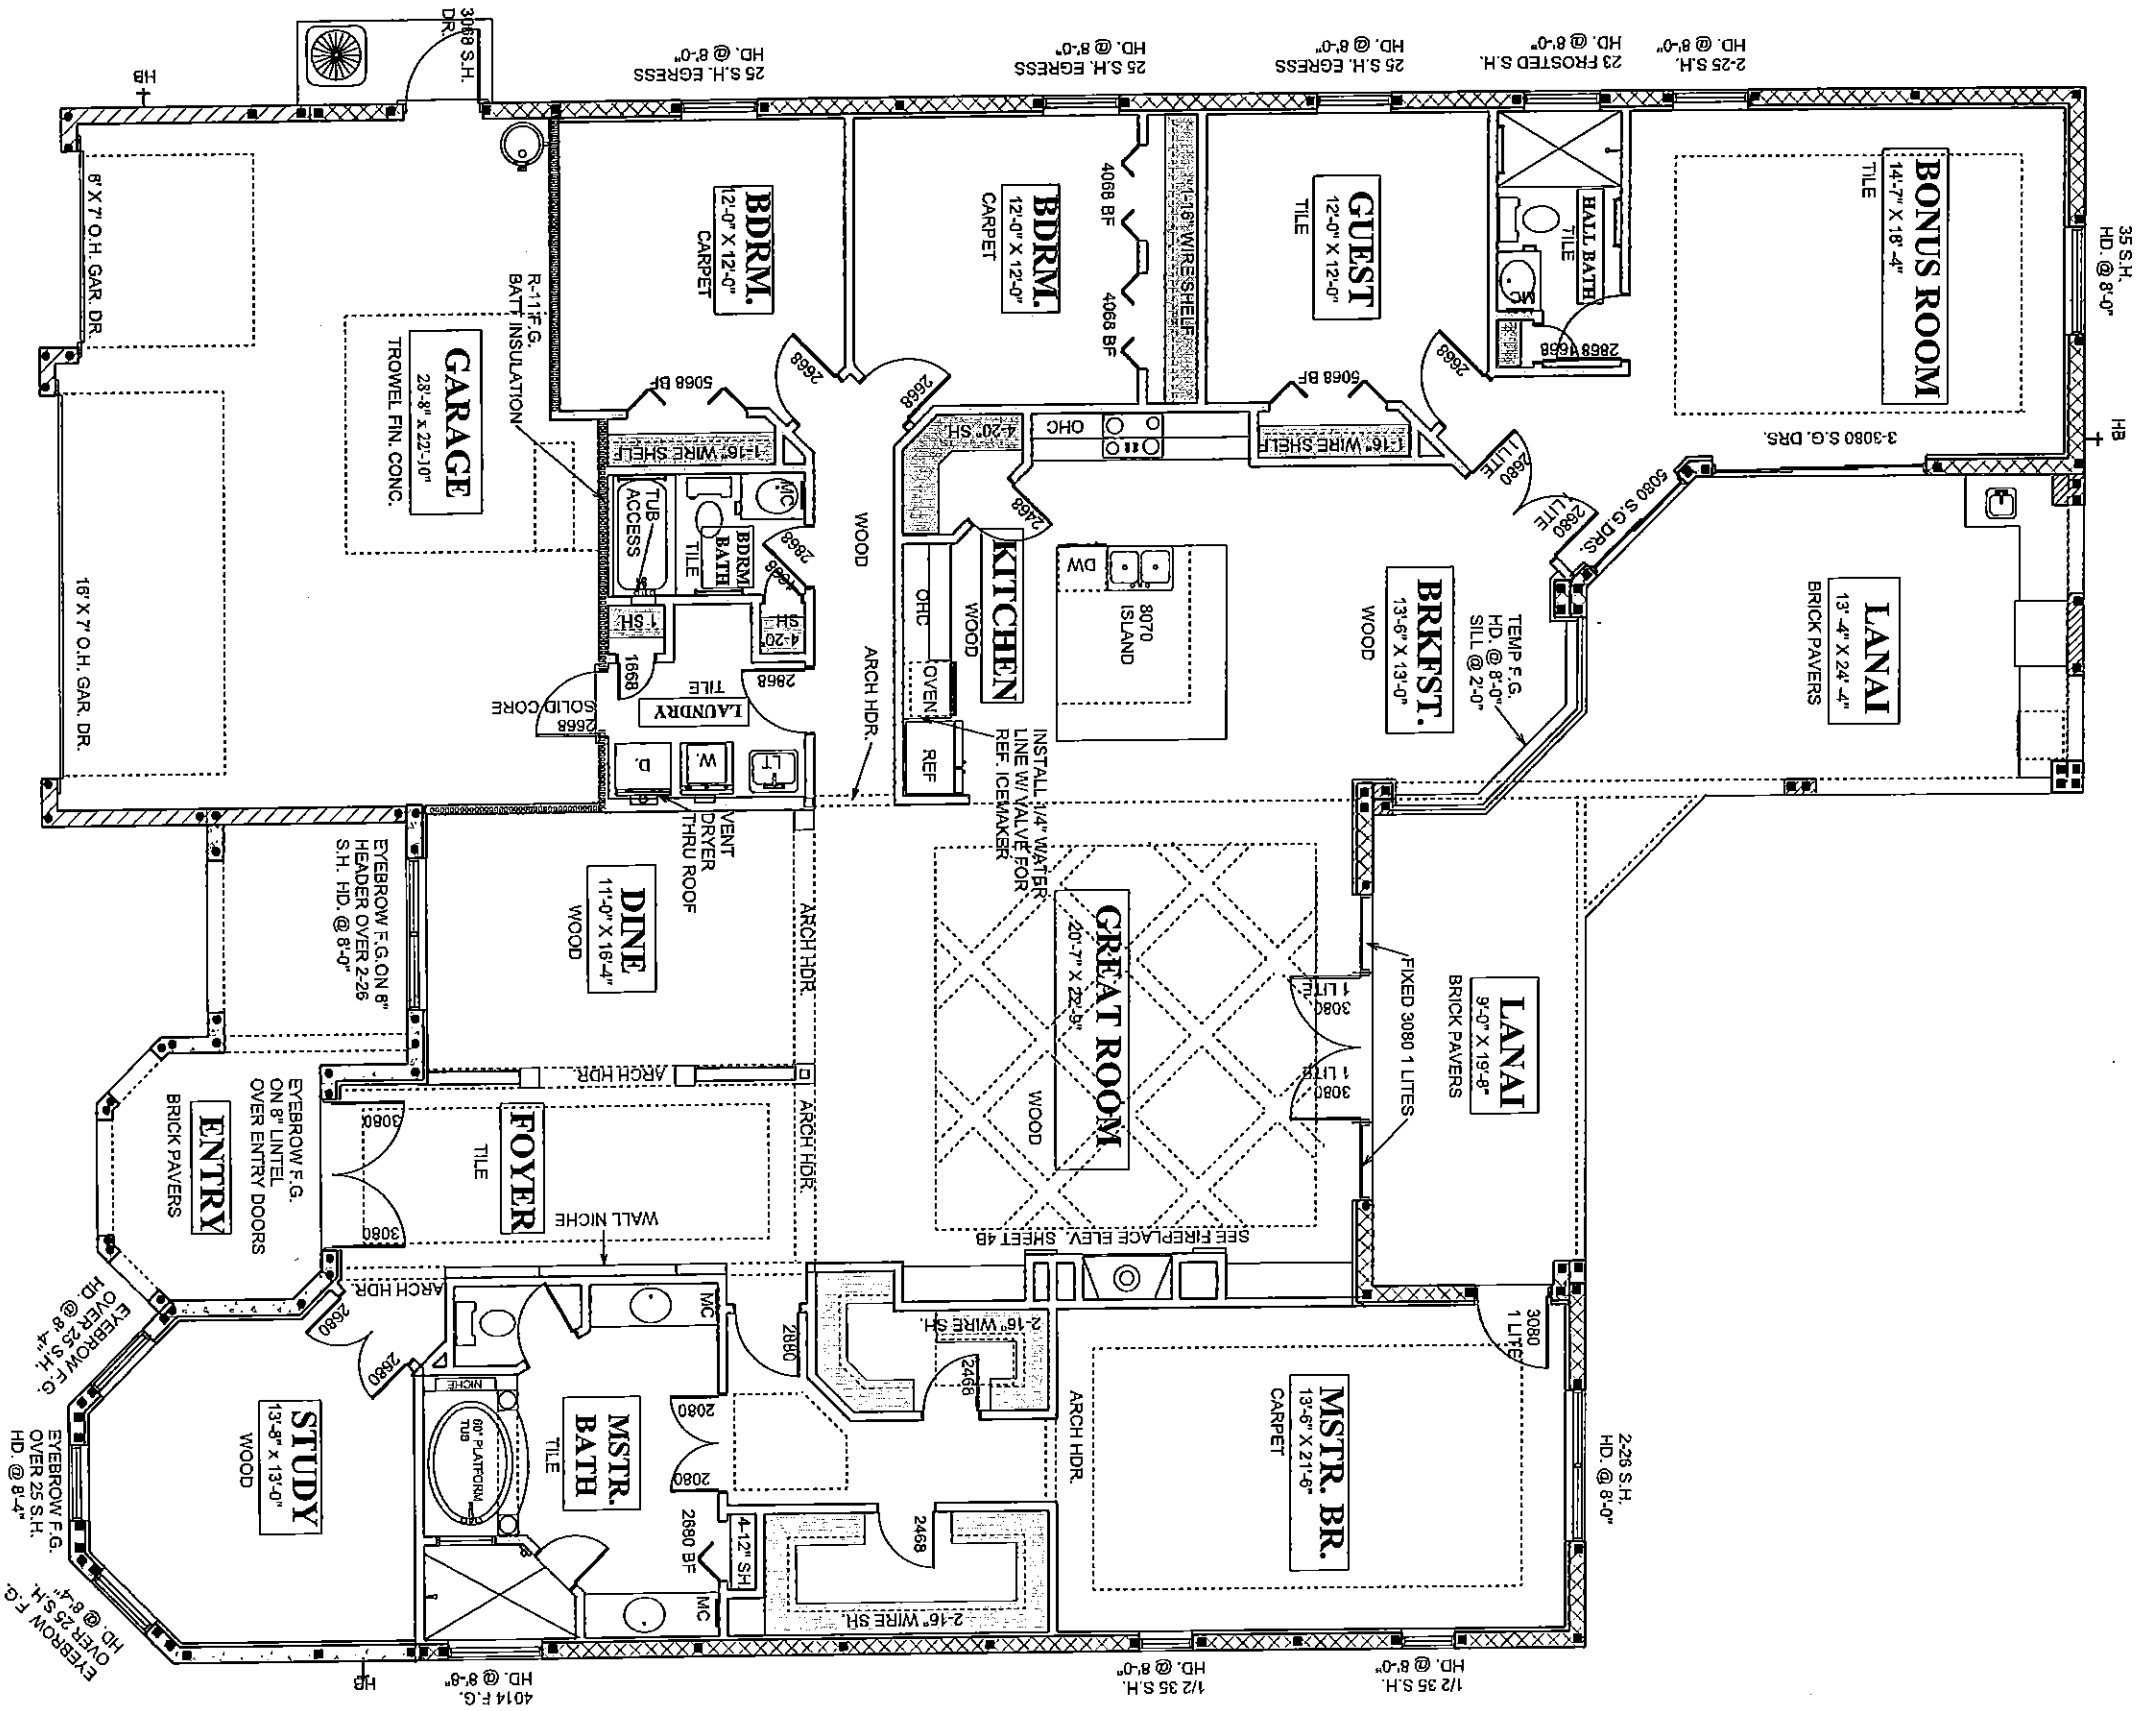 3068 S.H.
DR.
HB
25 S.H. EGRESS
HD. @ 8'-0"
25 S.H. EGRESS
HD. @ 8'-0"
25 S.H. EGRESS
HD. @ 8'-0"
23 FROSTED S.H.
HD. @ 8'-0"
2-25 S.H.
HD. @ 8'-0"
35 S.H.
HD. @ 8'-0"
HB
BONUS ROOM
14'-7" X 18'-4"
TILE
3-3080 S.G. DRS.
HALL BATH
TILE
MC
2868
1668
GUEST
12'-0" X 12'-0"
TILE
2668
5068 BF
1-16" WIRE SHELF
1-16" WIRE SHELF
4068 BF
4068 BF
BDRM.
12'-0" X 12'-0"
CARPET
2668
BDRM.
12'-0" X 12'-0"
CARPET
2668
5068 BF
1-16" WIRE SHELF
R-11 F.G
BATT INSULATION
GARAGE
28'-8" x 22'-10"
TROWEL FIN. CONC.
8' X 7' O.H. GAR. DR.
16' X 7' O.H. GAR. DR.
TUB
ACCESS
MC
BDRM
BATH
TILE
2868
1668
4-20"
SH
1 SH.
1668
2868
TILE
LAUNDRY
SOLID CORE
2668
D.
W.
LT
VENT
DRYER
THRU ROOF
WOOD
ARCH HDR.
4-20" SH
OHC
2468
KITCHEN
WOOD
OHC
OVEN
REF
DW
8070
ISLAND
INSTALL 1/4" WATER
LINE W/ VALVE FOR
REF. ICEMAKER
BRKFST.
13'-6" X 13'-0"
WOOD
2680
1 LITE
2680
1 LITE
5080 S.G.DRS.
TEMP F.G.
HD. @ 8'-0"
SILL @ 2'-0"
LANAI
13'-4" X 24'-4"
BRICK PAVERS
LANAI
9'-0" X 19'-8"
BRICK PAVERS
FIXED 3080 1 LITES
3080
1 LITE
3080
1 LITE
GREAT ROOM
20'-7" X 22'-9"
WOOD
SEE FIREPLACE ELEV. SHEET 4B
DINE
11'-0" X 16'-4"
WOOD
ARCH HDR.
ARCH HDR
ARCH HDR.
EYEBROW F.G.ON 8"
HEADER OVER 2-26
S.H. HD. @ 8'-0"
EYEBROW F.G.
ON 8" LINTEL
OVER ENTRY DOORS
ENTRY
BRICK PAVERS
3080
3080
FOYER
TILE
WALL NICHE
ARCH HDR.
2680
2680
STUDY
13'-8" x 13'-0"
WOOD
EYEBROW F.G.
OVER 25 S.H.
HD. @ 8'-4"
EYEBROW F.G.
OVER 25 S.H.
HD. @ 8'-4"
EYEBROW F.G.
OVER 25 S.H.
HD. @ 8'-4"
HB
4014 F.G.
HD. @ 8'-8"
NICHE
60" PLATFORM
TUB
MSTR.
BATH
TILE
MC
MC
2880
2080
2080
2680 BF
4-12" SH
2-16" WIRE SH.
2468
2468
2-16" WIRE SH.
ARCH HDR.
MSTR. BR.
13'-6" X 21'-6"
CARPET
3080
1 LITE
2-26 S.H.
HD. @ 8'-0"
1/2 35 S.H.
HD. @ 8'-0"
1/2 35 S.H.
HD. @ 8'-0"